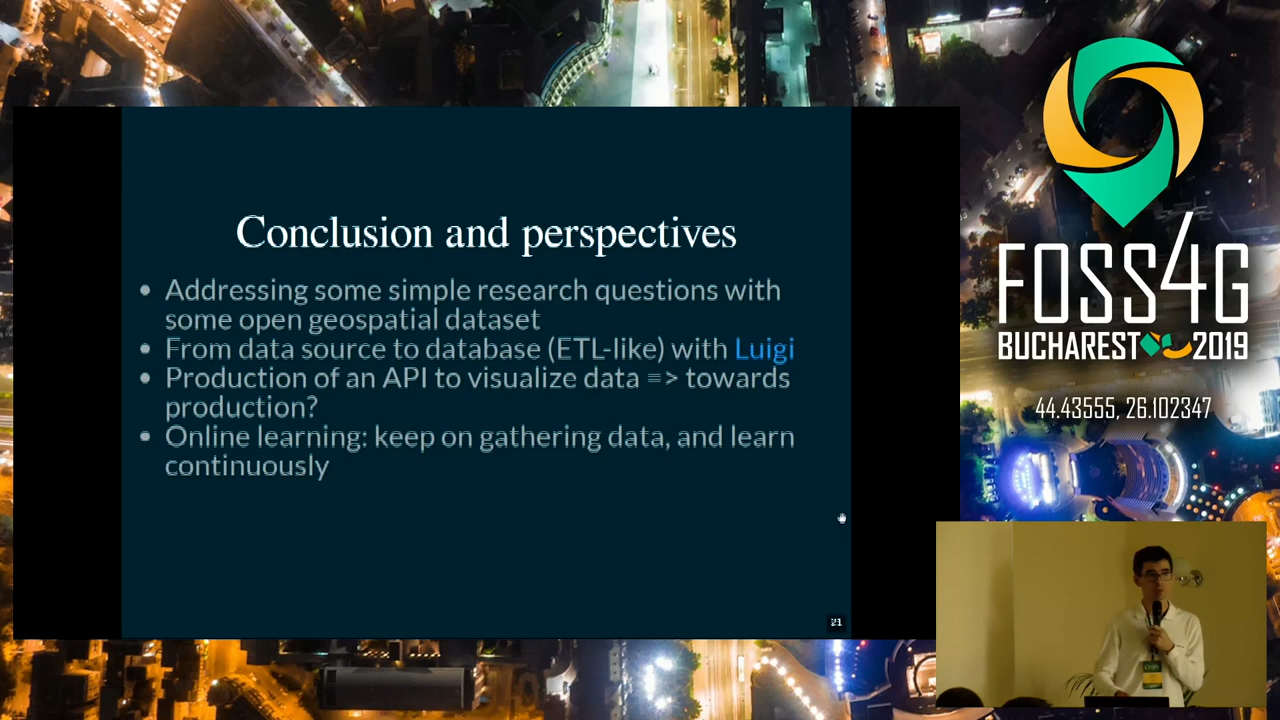 Conclusion and perspectives
• Addressing some simple research questions with
some open geospatial dataset
• From data source to database (ETL-like) with Luigi
• Production of an API to visualize data => towards
production?
• Online learning: keep on gathering data, and learn
continuously
21
FOSS4G
BUCHAREST 2019
44.43555, 26.102347